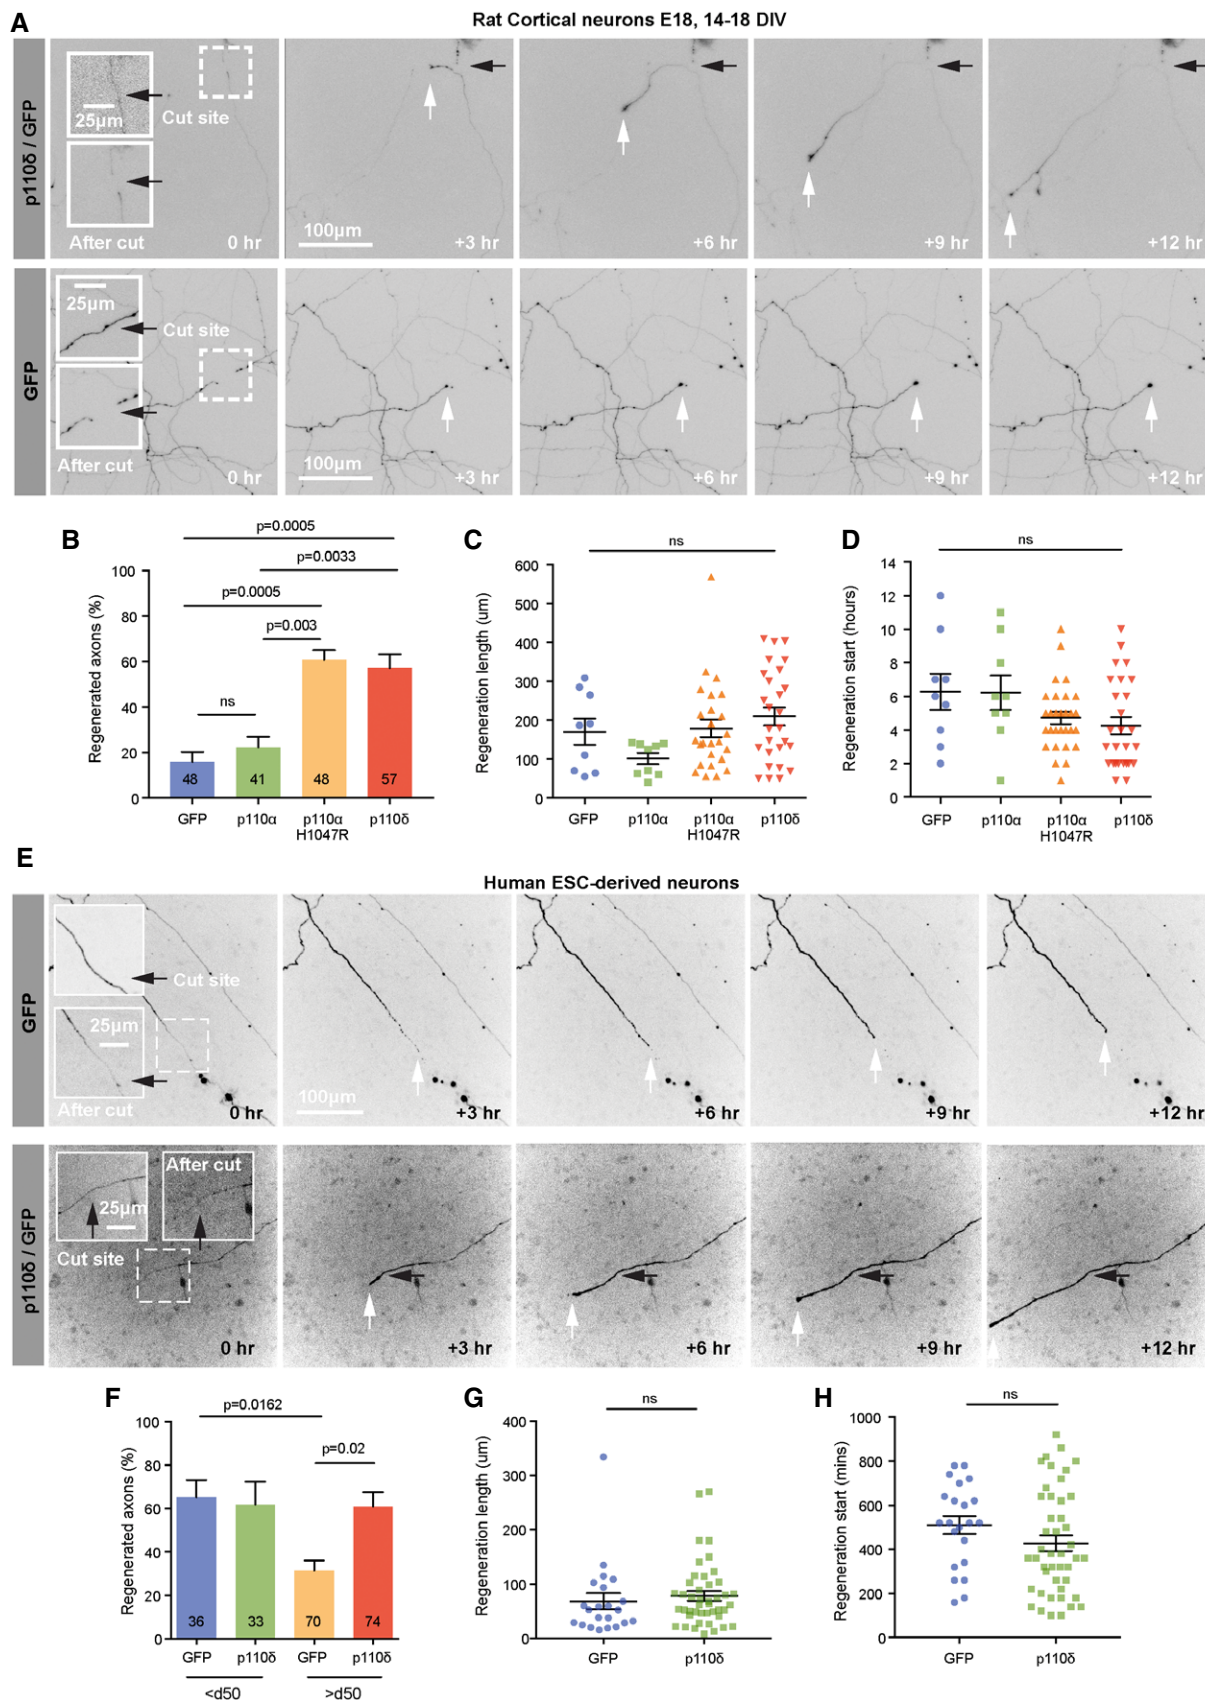 A
Rat Cortical neurons E18, 14-18 DIV
p110δ / GFP
25µm
Cut site
After cut
0 hr
100µm
+3 hr
+6 hr
+9 hr
+12 hr
GFP
25µm
Cut site
After cut
0 hr
100µm
+3 hr
+6 hr
+9 hr
+12 hr
B
p=0.0005
p=0.0033
p=0.0005
p=0.003
ns
Regenerated axons (%)
100
80
60
40
20
0
48
41
48
57
GFP
p110α
p110α
H1047R
p110δ
C
ns
Regeneration length (um)
600
500
400
300
200
100
0
GFP
p110α
p110α
H1047R
p110δ
D
ns
Regeneration start (hours)
14
12
10
8
6
4
2
0
GFP
p110α
p110α
H1047R
p110δ
E
Human ESC-derived neurons
GFP
Cut site
25µm
After cut
0 hr
100µm
+3 hr
+6 hr
+9 hr
+12 hr
p110δ / GFP
After cut
25µm
Cut site
0 hr
+3 hr
+6 hr
+9 hr
+12 hr
F
p=0.0162
p=0.02
Regenerated axons (%)
100
80
60
40
20
0
36
33
70
74
GFP
p110δ
GFP
p110δ
<d50
>d50
G
ns
Regeneration length (um)
400
300
200
100
0
GFP
p110δ
H
ns
Regeneration start (mins)
1000
800
600
400
200
0
GFP
p110δ